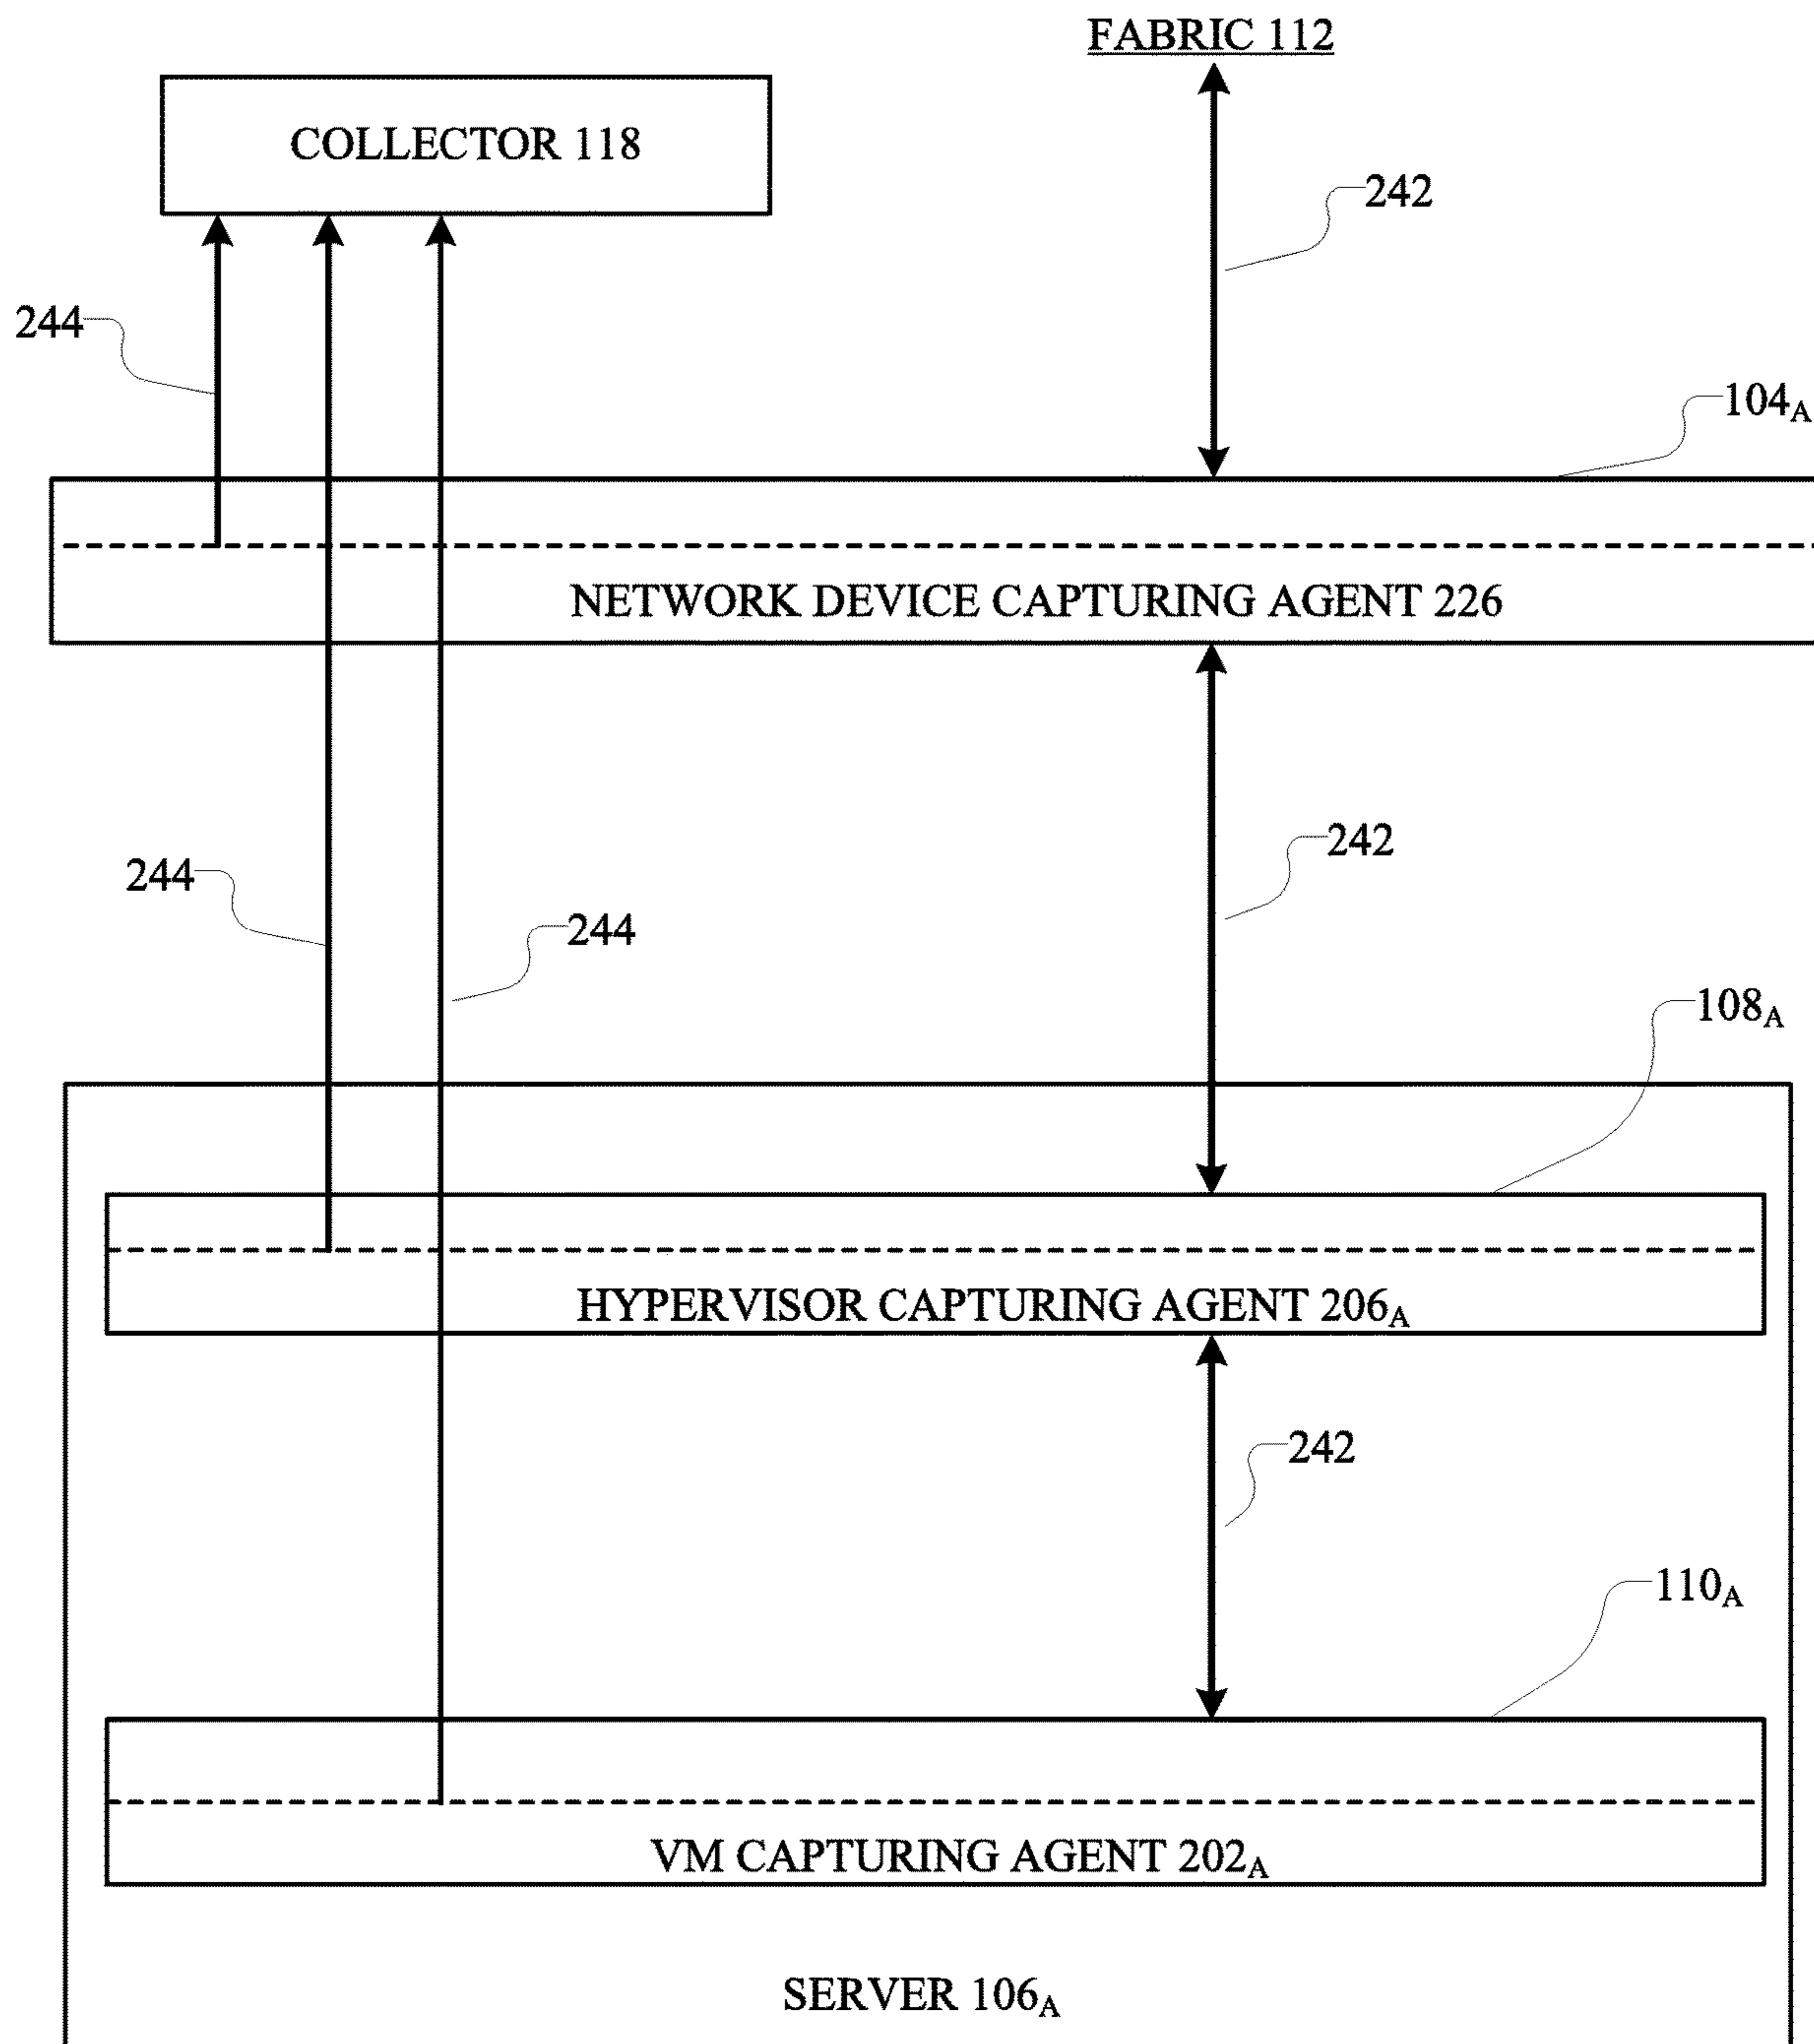 FABRIC 112
COLLECTOR 118
242
244
104A
NETWORK DEVICE CAPTURING AGENT 226
242
244
244
108A
HYPERVISOR CAPTURING AGENT 206A
242
110A
VM CAPTURING AGENT 202A
SERVER 106A